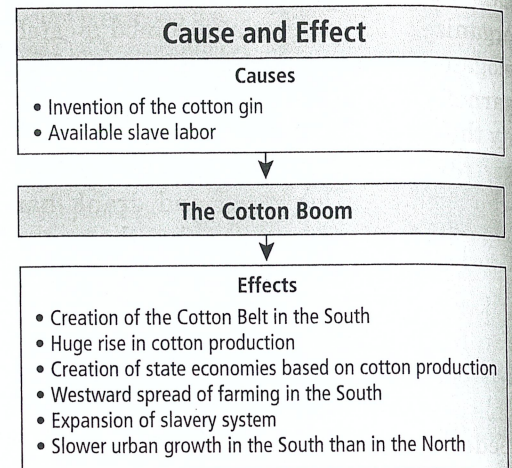 Cause and Effect
Causes
• Invention of the cotton gin
• Available slave labor
The Cotton Boom
Effects
• Creation of the Cotton Belt in the South
• Huge rise in cotton production
• Creation of state economies based on cotton production
• Westward spread of farming in the South
• Expansion of slavery system
• Slower urban growth in the South than in the North